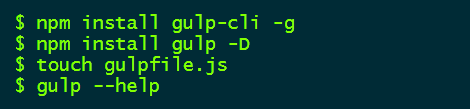 $ npm install gulp-cli -g
$ npm install gulp -D
$ touch gulpfile.js
$ gulp --help